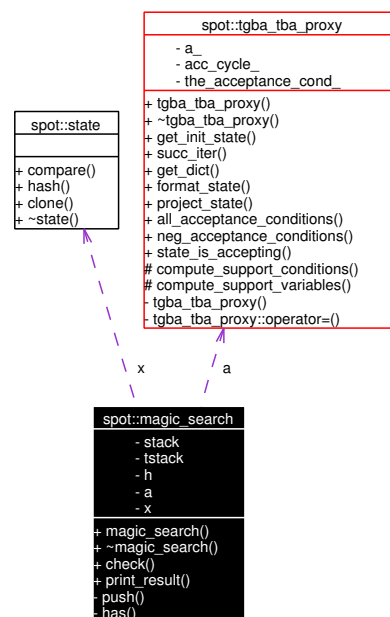 spot::tgba_tba_proxy
- a_
- acc_cycle_
- the_acceptance_cond_
+ tgba_tba_proxy()
+ ~tgba_tba_proxy()
+ get_init_state()
+ succ_iter()
+ get_dict()
+ format_state()
+ project_state()
+ all_acceptance_conditions()
+ neg_acceptance_conditions()
+ state_is_accepting()
# compute_support_conditions()
# compute_support_variables()
- tgba_tba_proxy()
- tgba_tba_proxy::operator=()
spot::state
+ compare()
+ hash()
+ clone()
+ ~state()
x
a
spot::magic_search
- stack
- tstack
- h
- a
- x
+ magic_search()
+ ~magic_search()
+ check()
+ print_result()
- push()
- has()